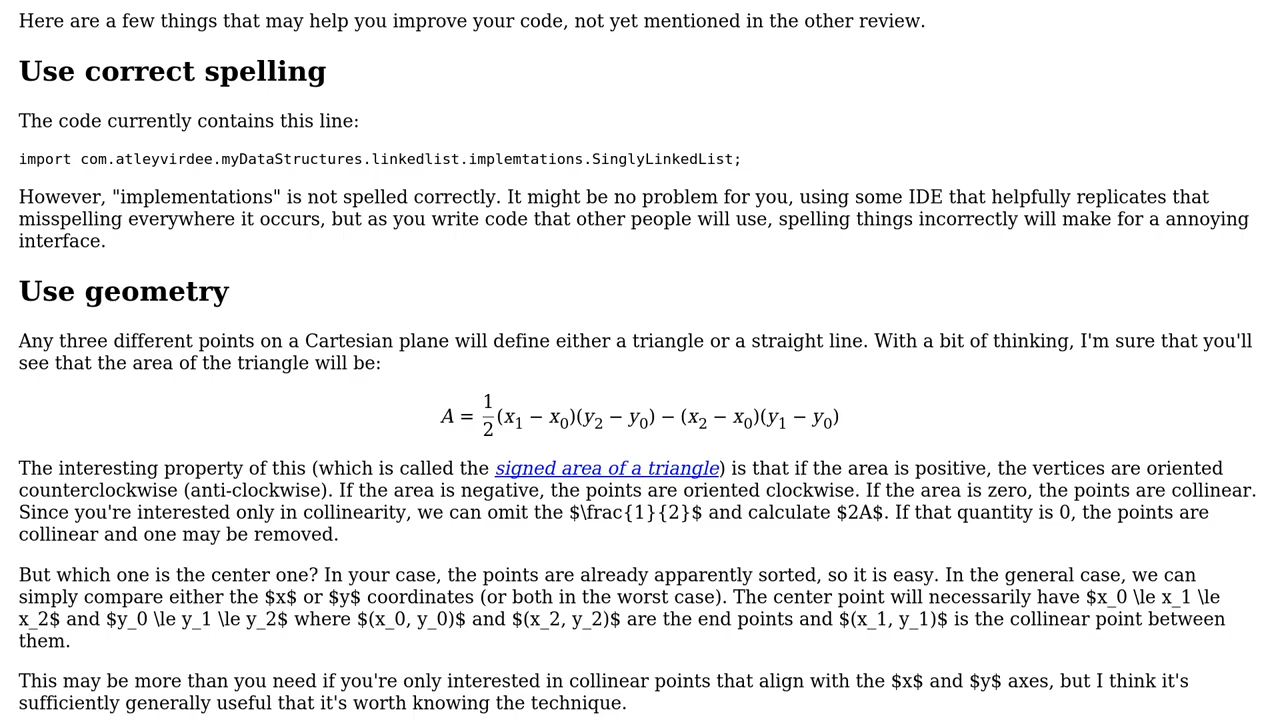 Here are a few things that may help you improve your code, not yet mentioned in the other review.
Use correct spelling
The code currently contains this line:
import com.atleyvirdee.myDataStructures.linkedlist.implemtations.SinglyLinkedList;
However, "implementations" is not spelled correctly. It might be no problem for you, using some IDE that helpfully replicates that
misspelling everywhere it occurs, but as you write code that other people will use, spelling things incorrectly will make for a annoying
interface.
Use geometry
Any three different points on a Cartesian plane will define either a triangle or a straight line. With a bit of thinking, I'm sure that you'll
see that the area of the triangle will be:
A = 1/2 (x₁ − x₀)(y₂ − y₀) − (x₂ − x₀)(y₁ − y₀)
The interesting property of this (which is called the signed area of a triangle) is that if the area is positive, the vertices are oriented
counterclockwise (anti-clockwise). If the area is negative, the points are oriented clockwise. If the area is zero, the points are collinear.
Since you're interested only in collinearity, we can omit the $\frac{1}{2}$ and calculate $2A$. If that quantity is 0, the points are
collinear and one may be removed.
But which one is the center one? In your case, the points are already apparently sorted, so it is easy. In the general case, we can
simply compare either the $x$ or $y$ coordinates (or both in the worst case). The center point will necessarily have $x_0 \le x_1 \le
x_2$ and $y_0 \le y_1 \le y_2$ where $(x_0, y_0)$ and $(x_2, y_2)$ are the end points and $(x_1, y_1)$ is the collinear point between
them.
This may be more than you need if you're only interested in collinear points that align with the $x$ and $y$ axes, but I think it's
sufficiently generally useful that it's worth knowing the technique.